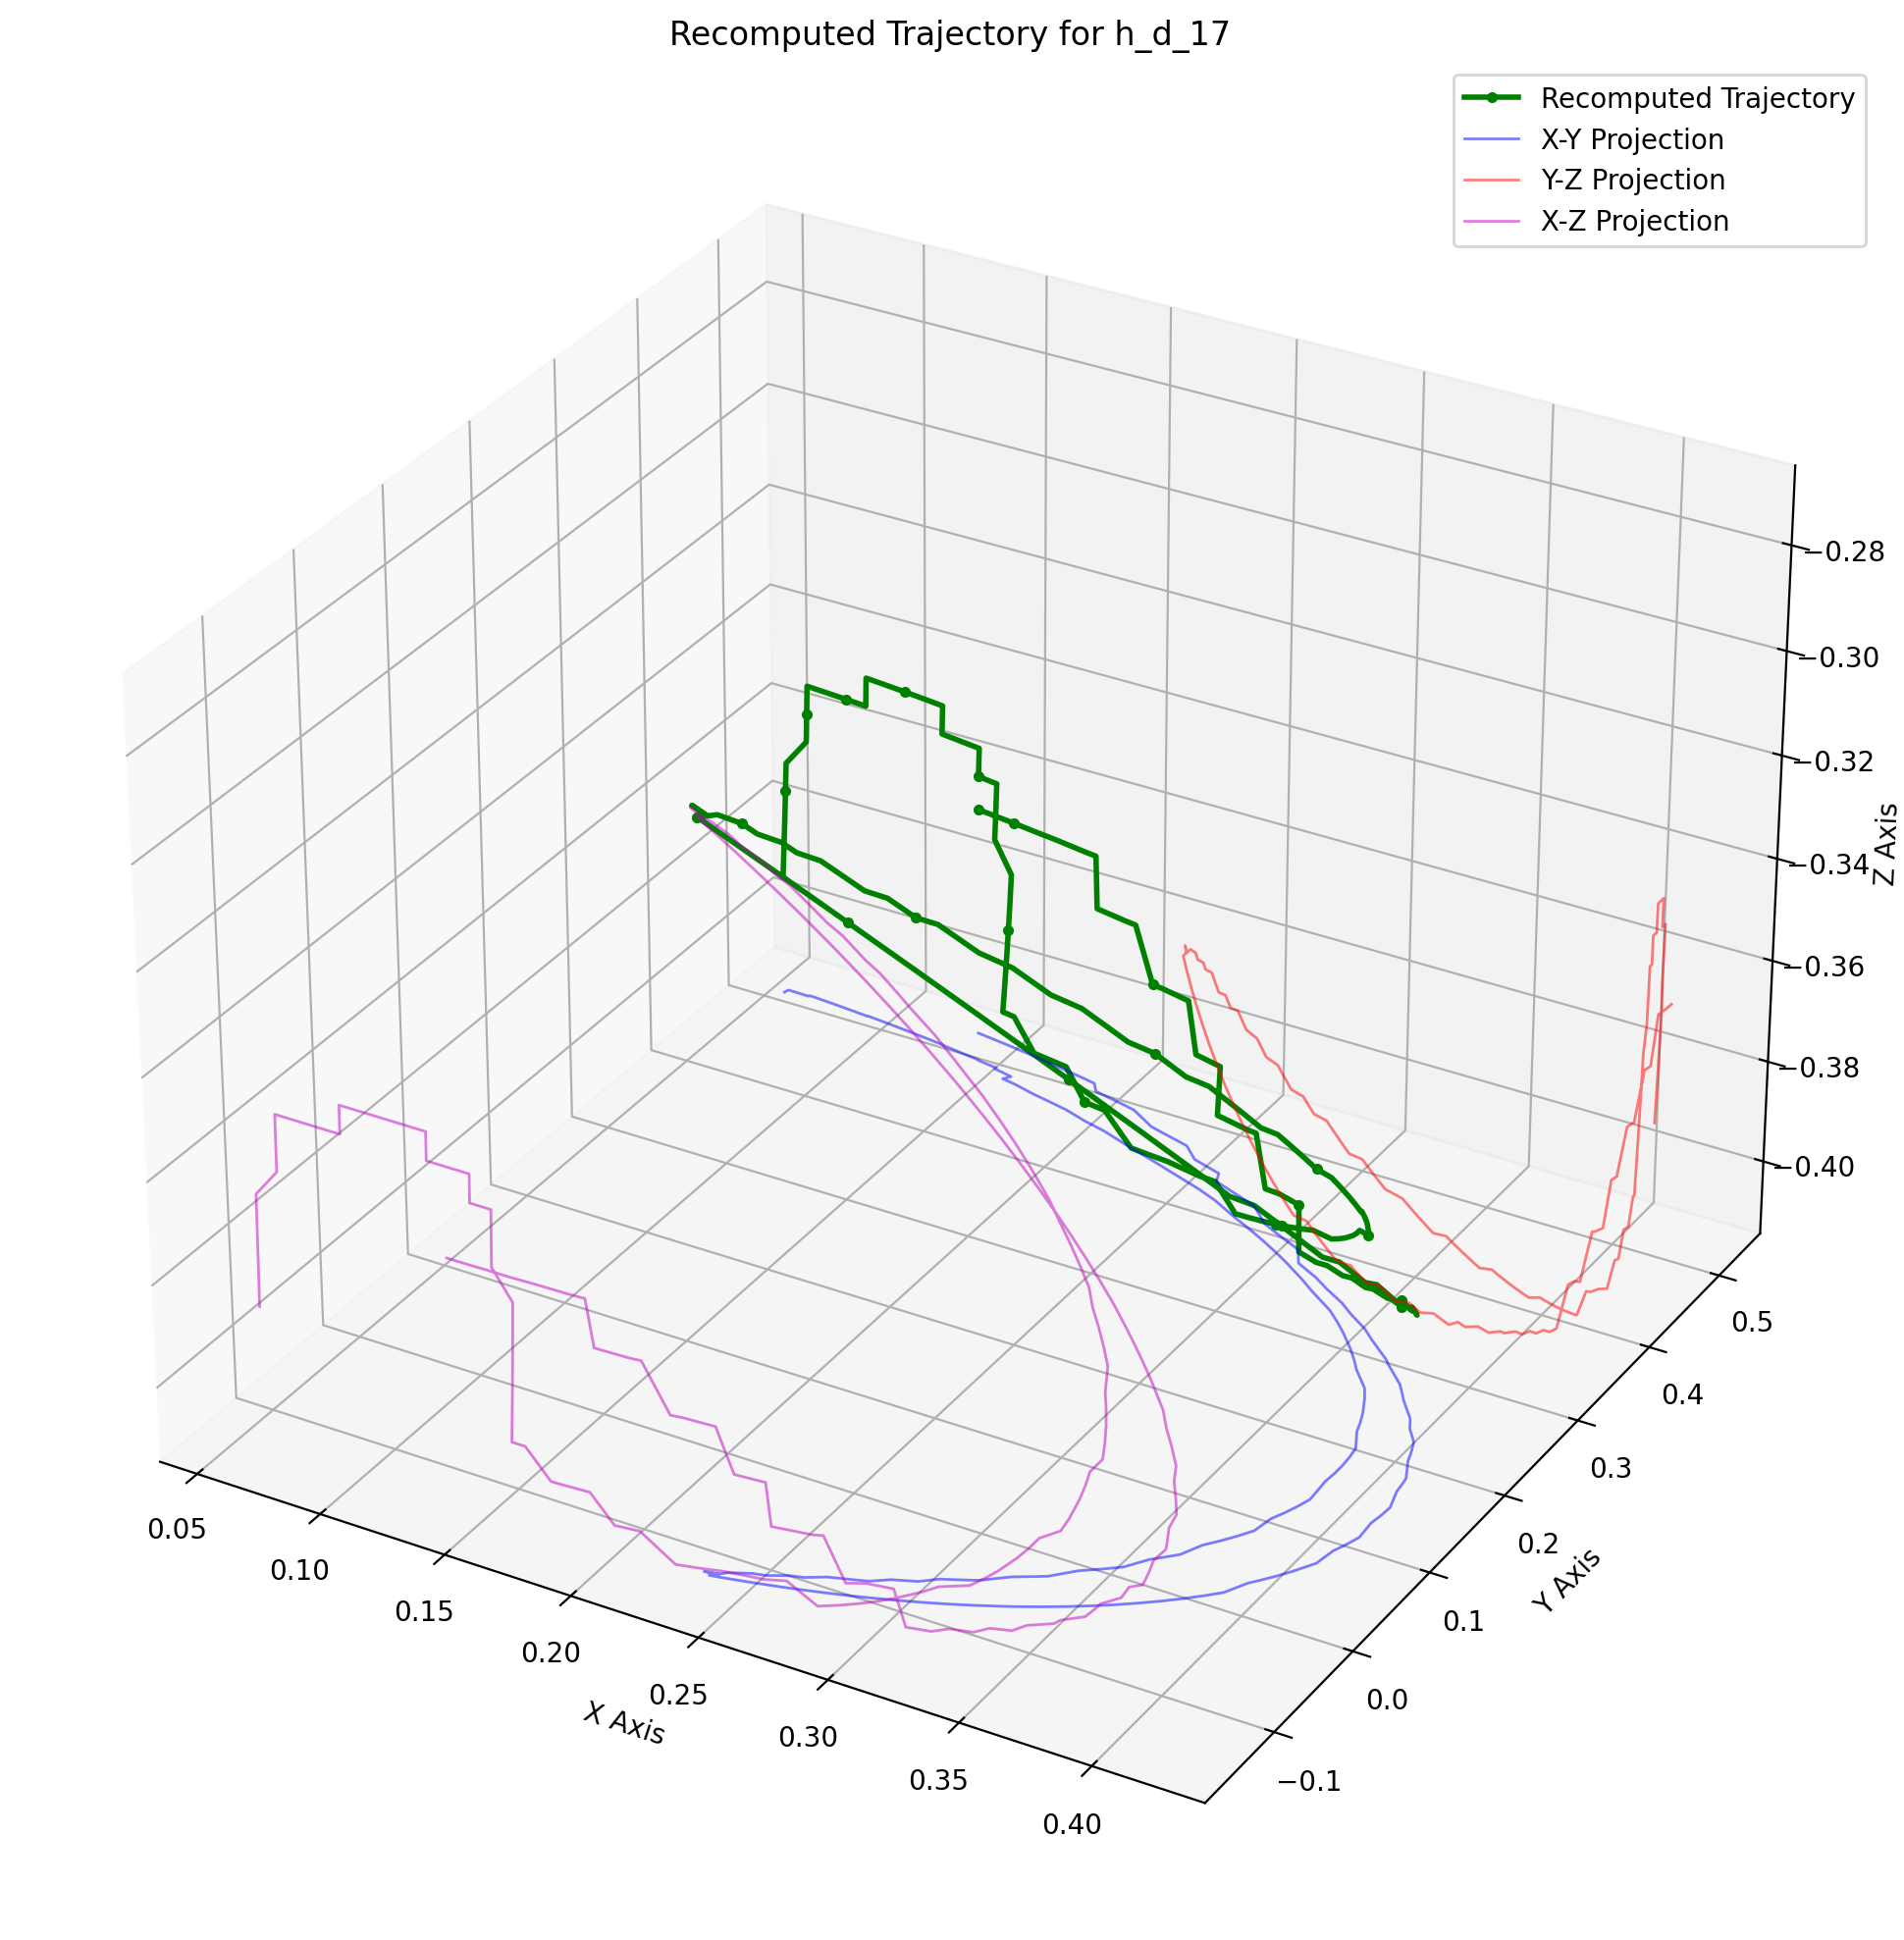 Recomputed Trajectory for h_d_17
Recomputed Trajectory
X-Y Projection
Y-Z Projection
X-Z Projection
−0.28
−0.30
−0.32
−0.34
−0.36
−0.38
−0.40
Z Axis
0.5
0.4
0.3
0.2
0.1
0.0
−0.1
Y Axis
0.05
0.10
0.15
0.20
0.25
0.30
0.35
0.40
X Axis